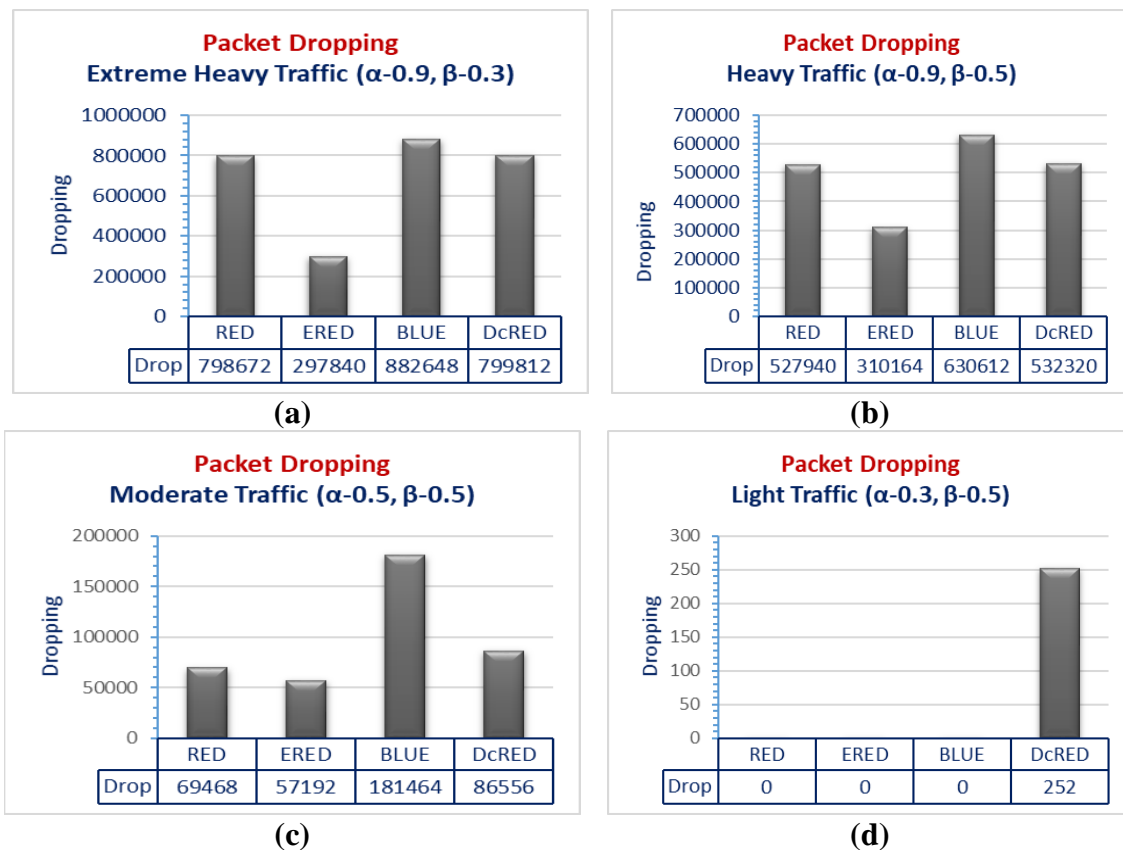 Packet Dropping
Extreme Heavy Traffic (α-0.9, β-0.3)
Dropping
1000000
800000
600000
400000
200000
0
RED ERED BLUE DcRED
Drop 798672 297840 882648 799812
(a)
Packet Dropping
Heavy Traffic (α-0.9, β-0.5)
Dropping
700000
600000
500000
400000
300000
200000
100000
0
RED ERED BLUE DcRED
Drop 527940 310164 630612 532320
(b)
Packet Dropping
Moderate Traffic (α-0.5, β-0.5)
Dropping
200000
150000
100000
50000
0
RED ERED BLUE DcRED
Drop 69468 57192 181464 86556
(c)
Packet Dropping
Light Traffic (α-0.3, β-0.5)
Dropping
300
250
200
150
100
50
0
RED ERED BLUE DcRED
Drop 0 0 0 252
(d)